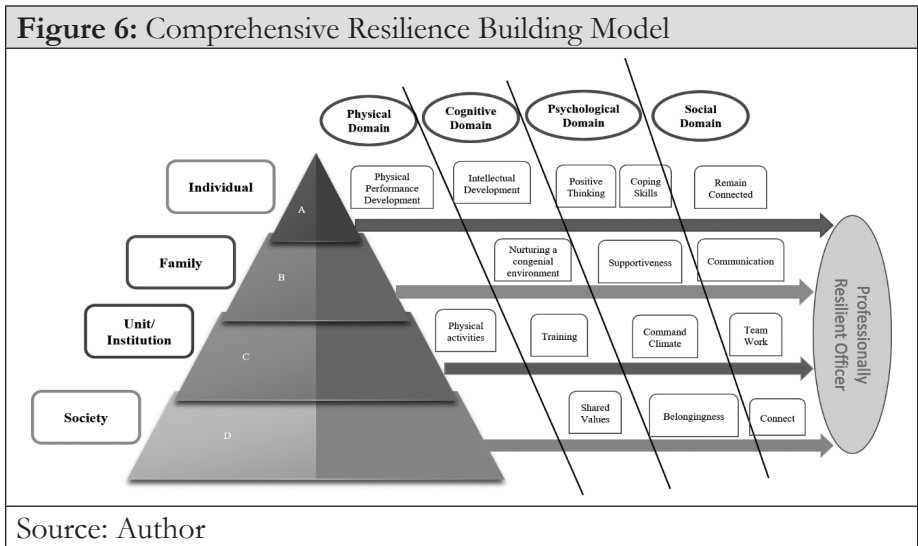 Figure 6: Comprehensive Resilience Building Model
Physical
Domain
Cognitive
Domain
Psychological
Domain
Social
Domain
Individual
A
Physical
Performance
Development
Intellectual
Development
Positive
Thinking
Coping
Skills
Remain
Connected
Family
B
Nurturing a
congenial
environment
Supportiveness
Communication
Unit/
Institution
C
Physical
activities
Training
Command
Climate
Team
Work
Society
D
Shared
Values
Belongingness
Connect
Professionally
Resilient Officer
Source: Author